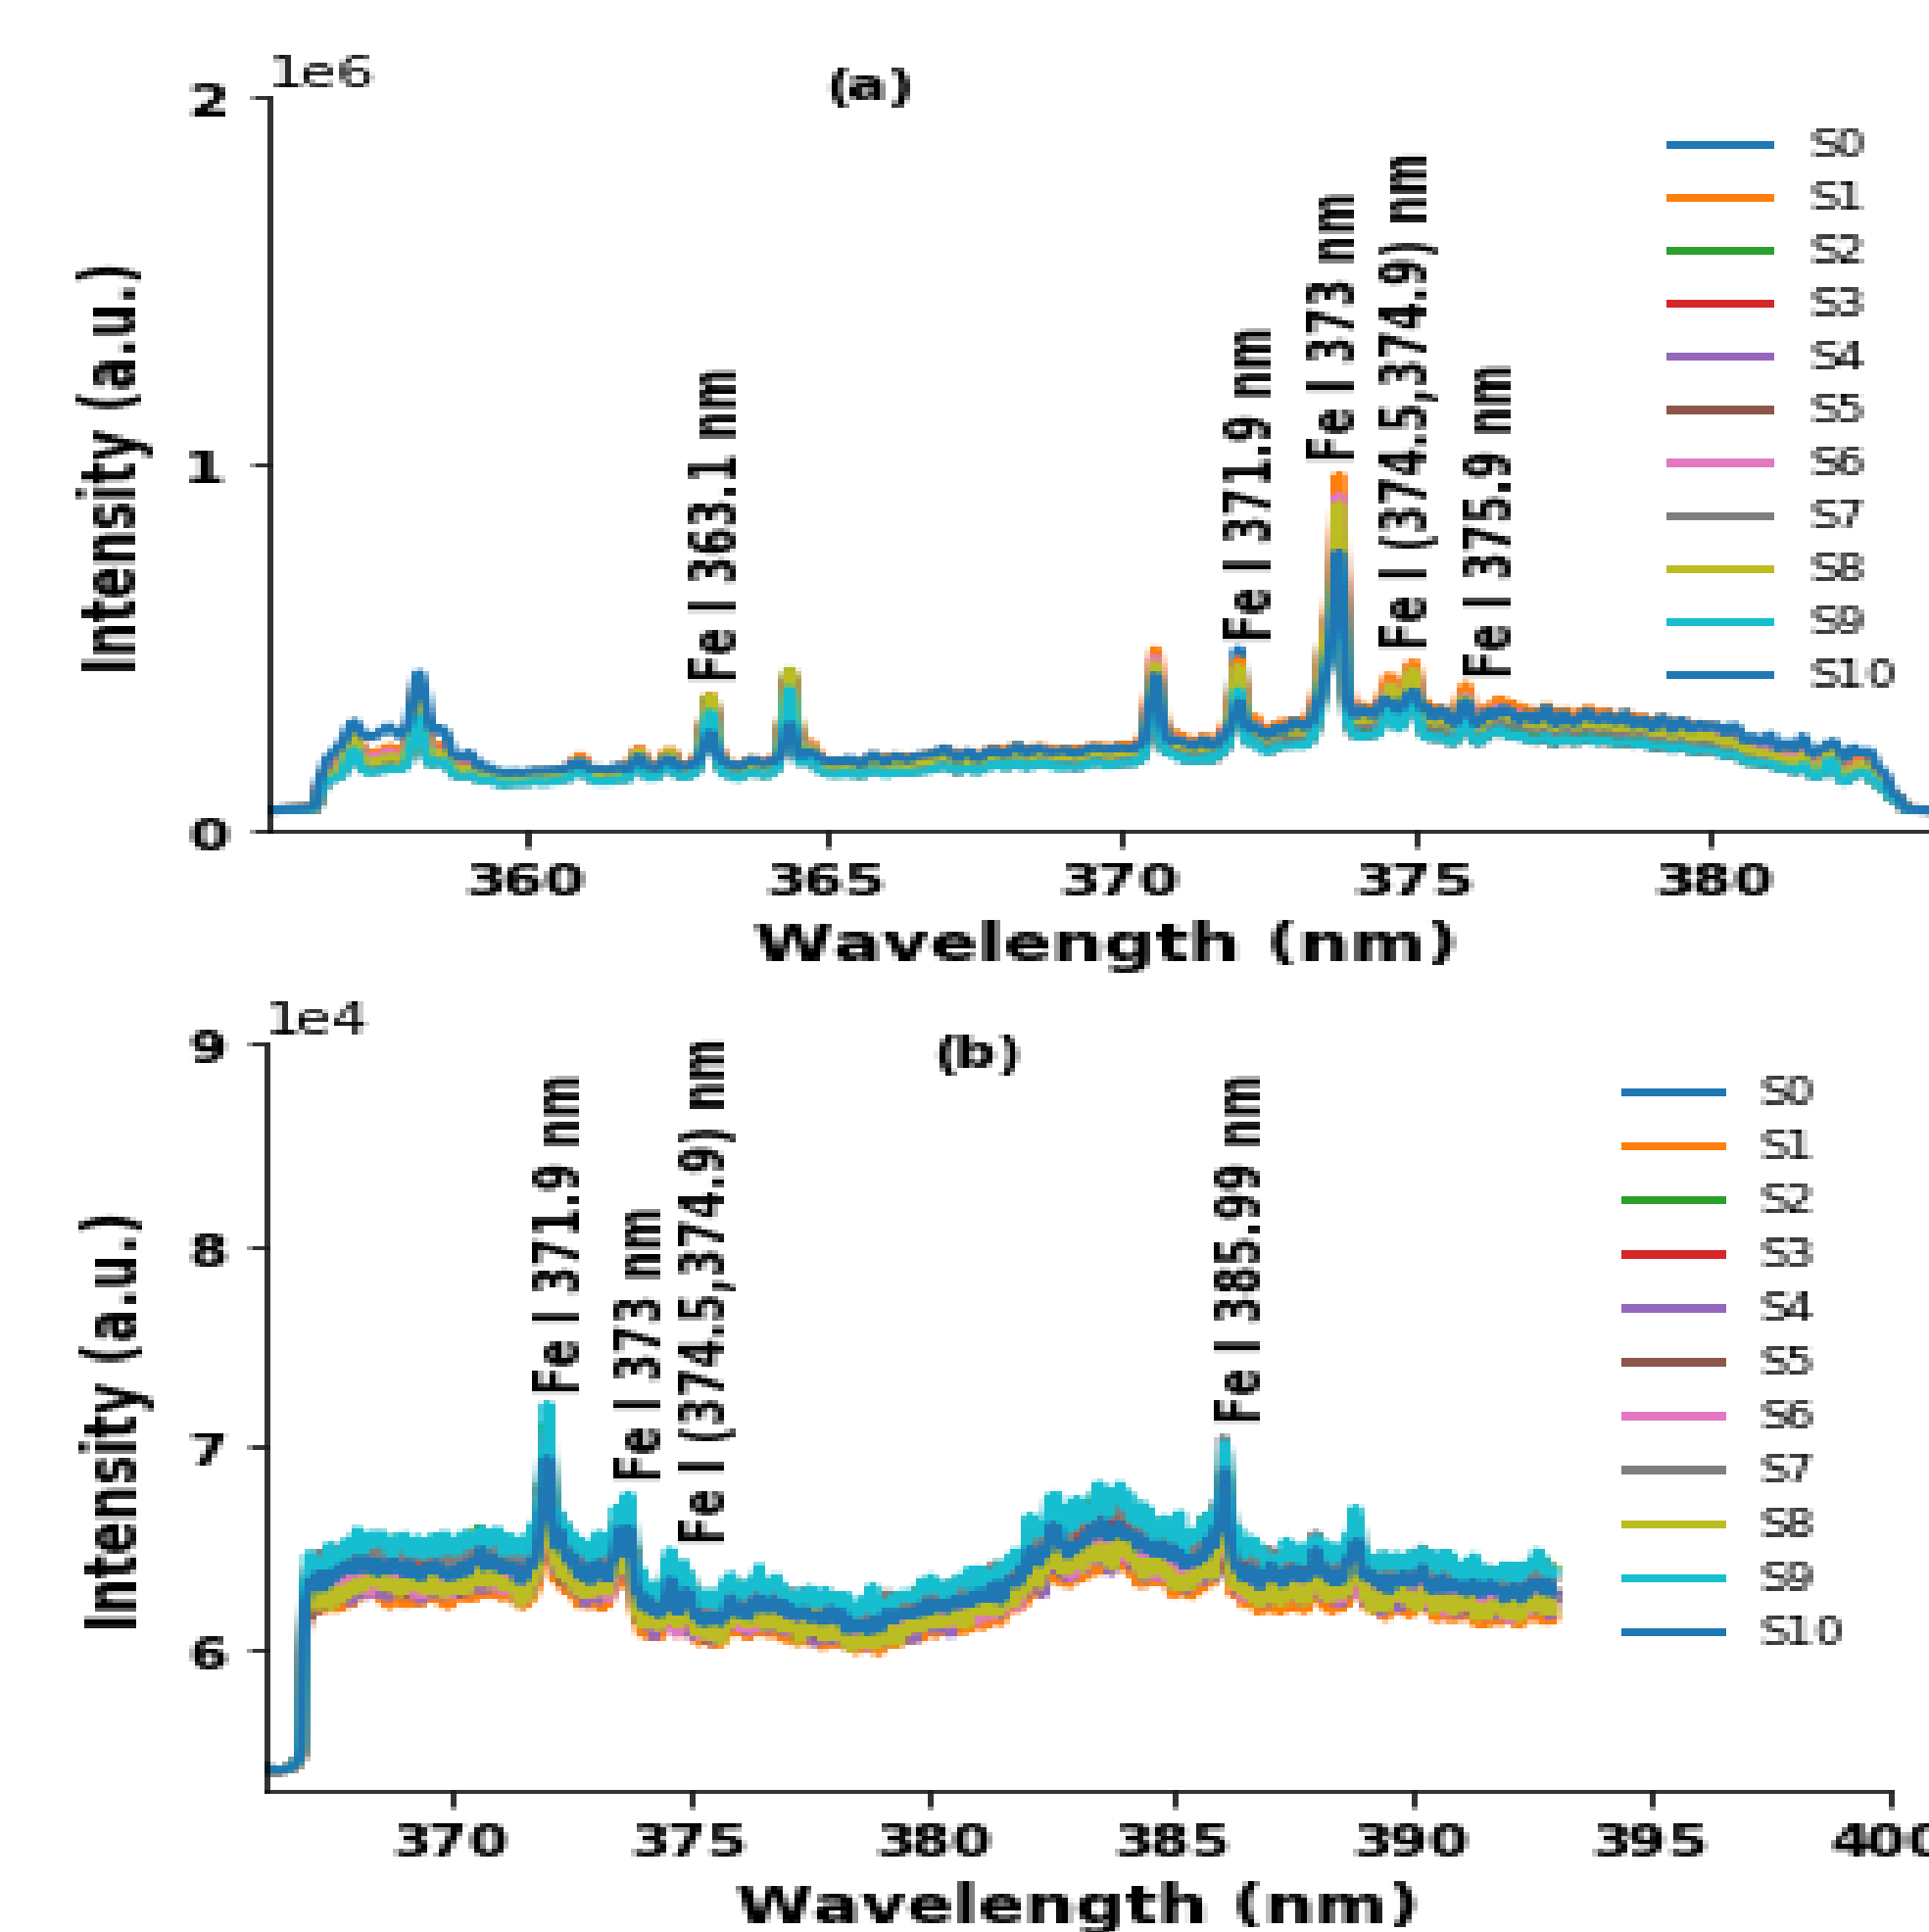 1e6
(a)
2
1
0
Intensity (a.u.)
Fe I 363.1 nm
Fe I 371.9 nm
Fe I 373 nm
Fe I (374.5,374.9) nm
Fe I 375.9 nm
S0
S1
S2
S3
S4
S5
S6
S7
S8
S9
S10
360 365 370 375 380
Wavelength (nm)
1e4
(b)
9
8
7
6
Intensity (a.u.)
Fe I 371.9 nm
Fe I 373 nm
Fe I (374.5,374.9) nm
Fe I 385.99 nm
S0
S1
S2
S3
S4
S5
S6
S7
S8
S9
S10
370 375 380 385 390 395 400
Wavelength (nm)